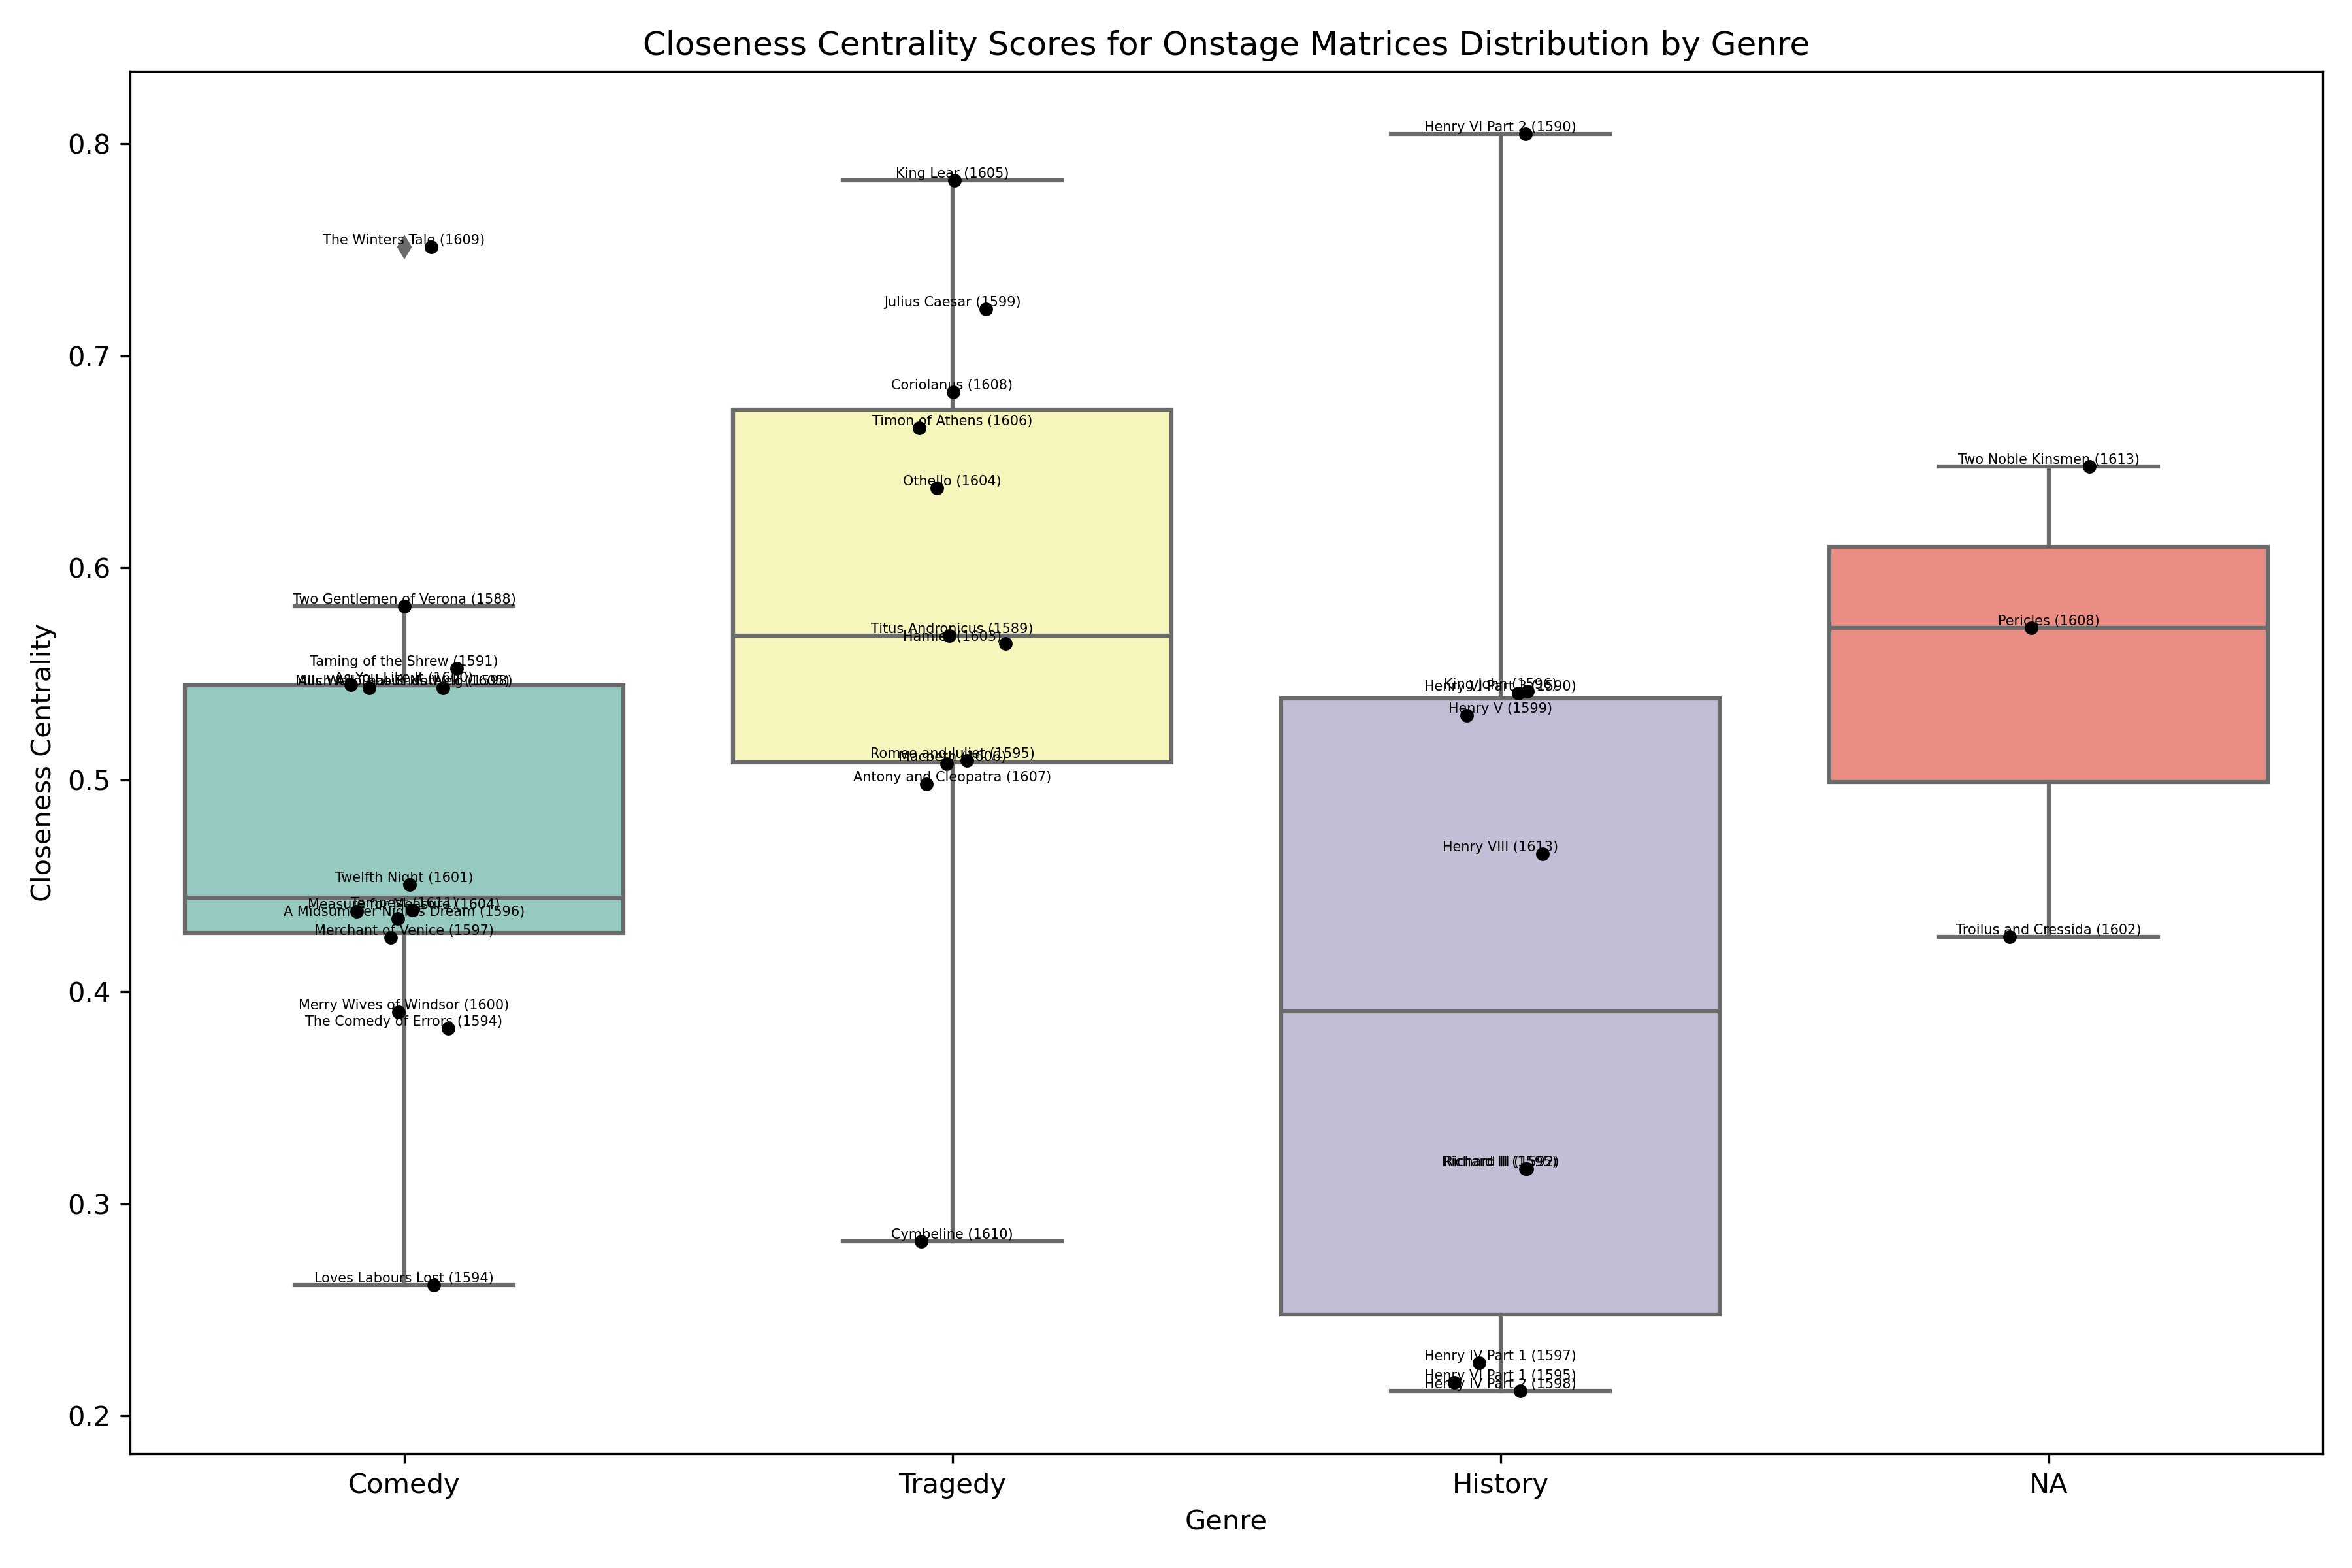 Closeness Centrality Scores for Onstage Matrices Distribution by Genre
Closeness Centrality
0.8
0.7
0.6
0.5
0.4
0.3
0.2
The Winters Tale (1609)
Two Gentlemen of Verona (1588)
Taming of the Shrew (1591)
As You Like It (1600)
Twelfth Night (1601)
Tempest (1611)
Measure for Measure (1604)
A Midsummer Nights Dream (1596)
Merchant of Venice (1597)
Merry Wives of Windsor (1600)
The Comedy of Errors (1594)
Loves Labours Lost (1594)
King Lear (1605)
Julius Caesar (1599)
Coriolanus (1608)
Timon of Athens (1606)
Othello (1604)
Titus Andronicus (1589)
Hamlet (1603)
Romeo and Juliet (1595)
Macbeth (1606)
Antony and Cleopatra (1607)
Cymbeline (1610)
Henry VI Part 2 (1590)
King John (1596)
Henry VI Part 3 (1590)
Henry V (1599)
Henry VIII (1613)
Richard III (1592)
Henry IV Part 1 (1597)
Henry VI Part 1 (1595)
Henry IV Part 2 (1598)
Two Noble Kinsmen (1613)
Pericles (1608)
Troilus and Cressida (1602)
Comedy
Tragedy
History
NA
Genre